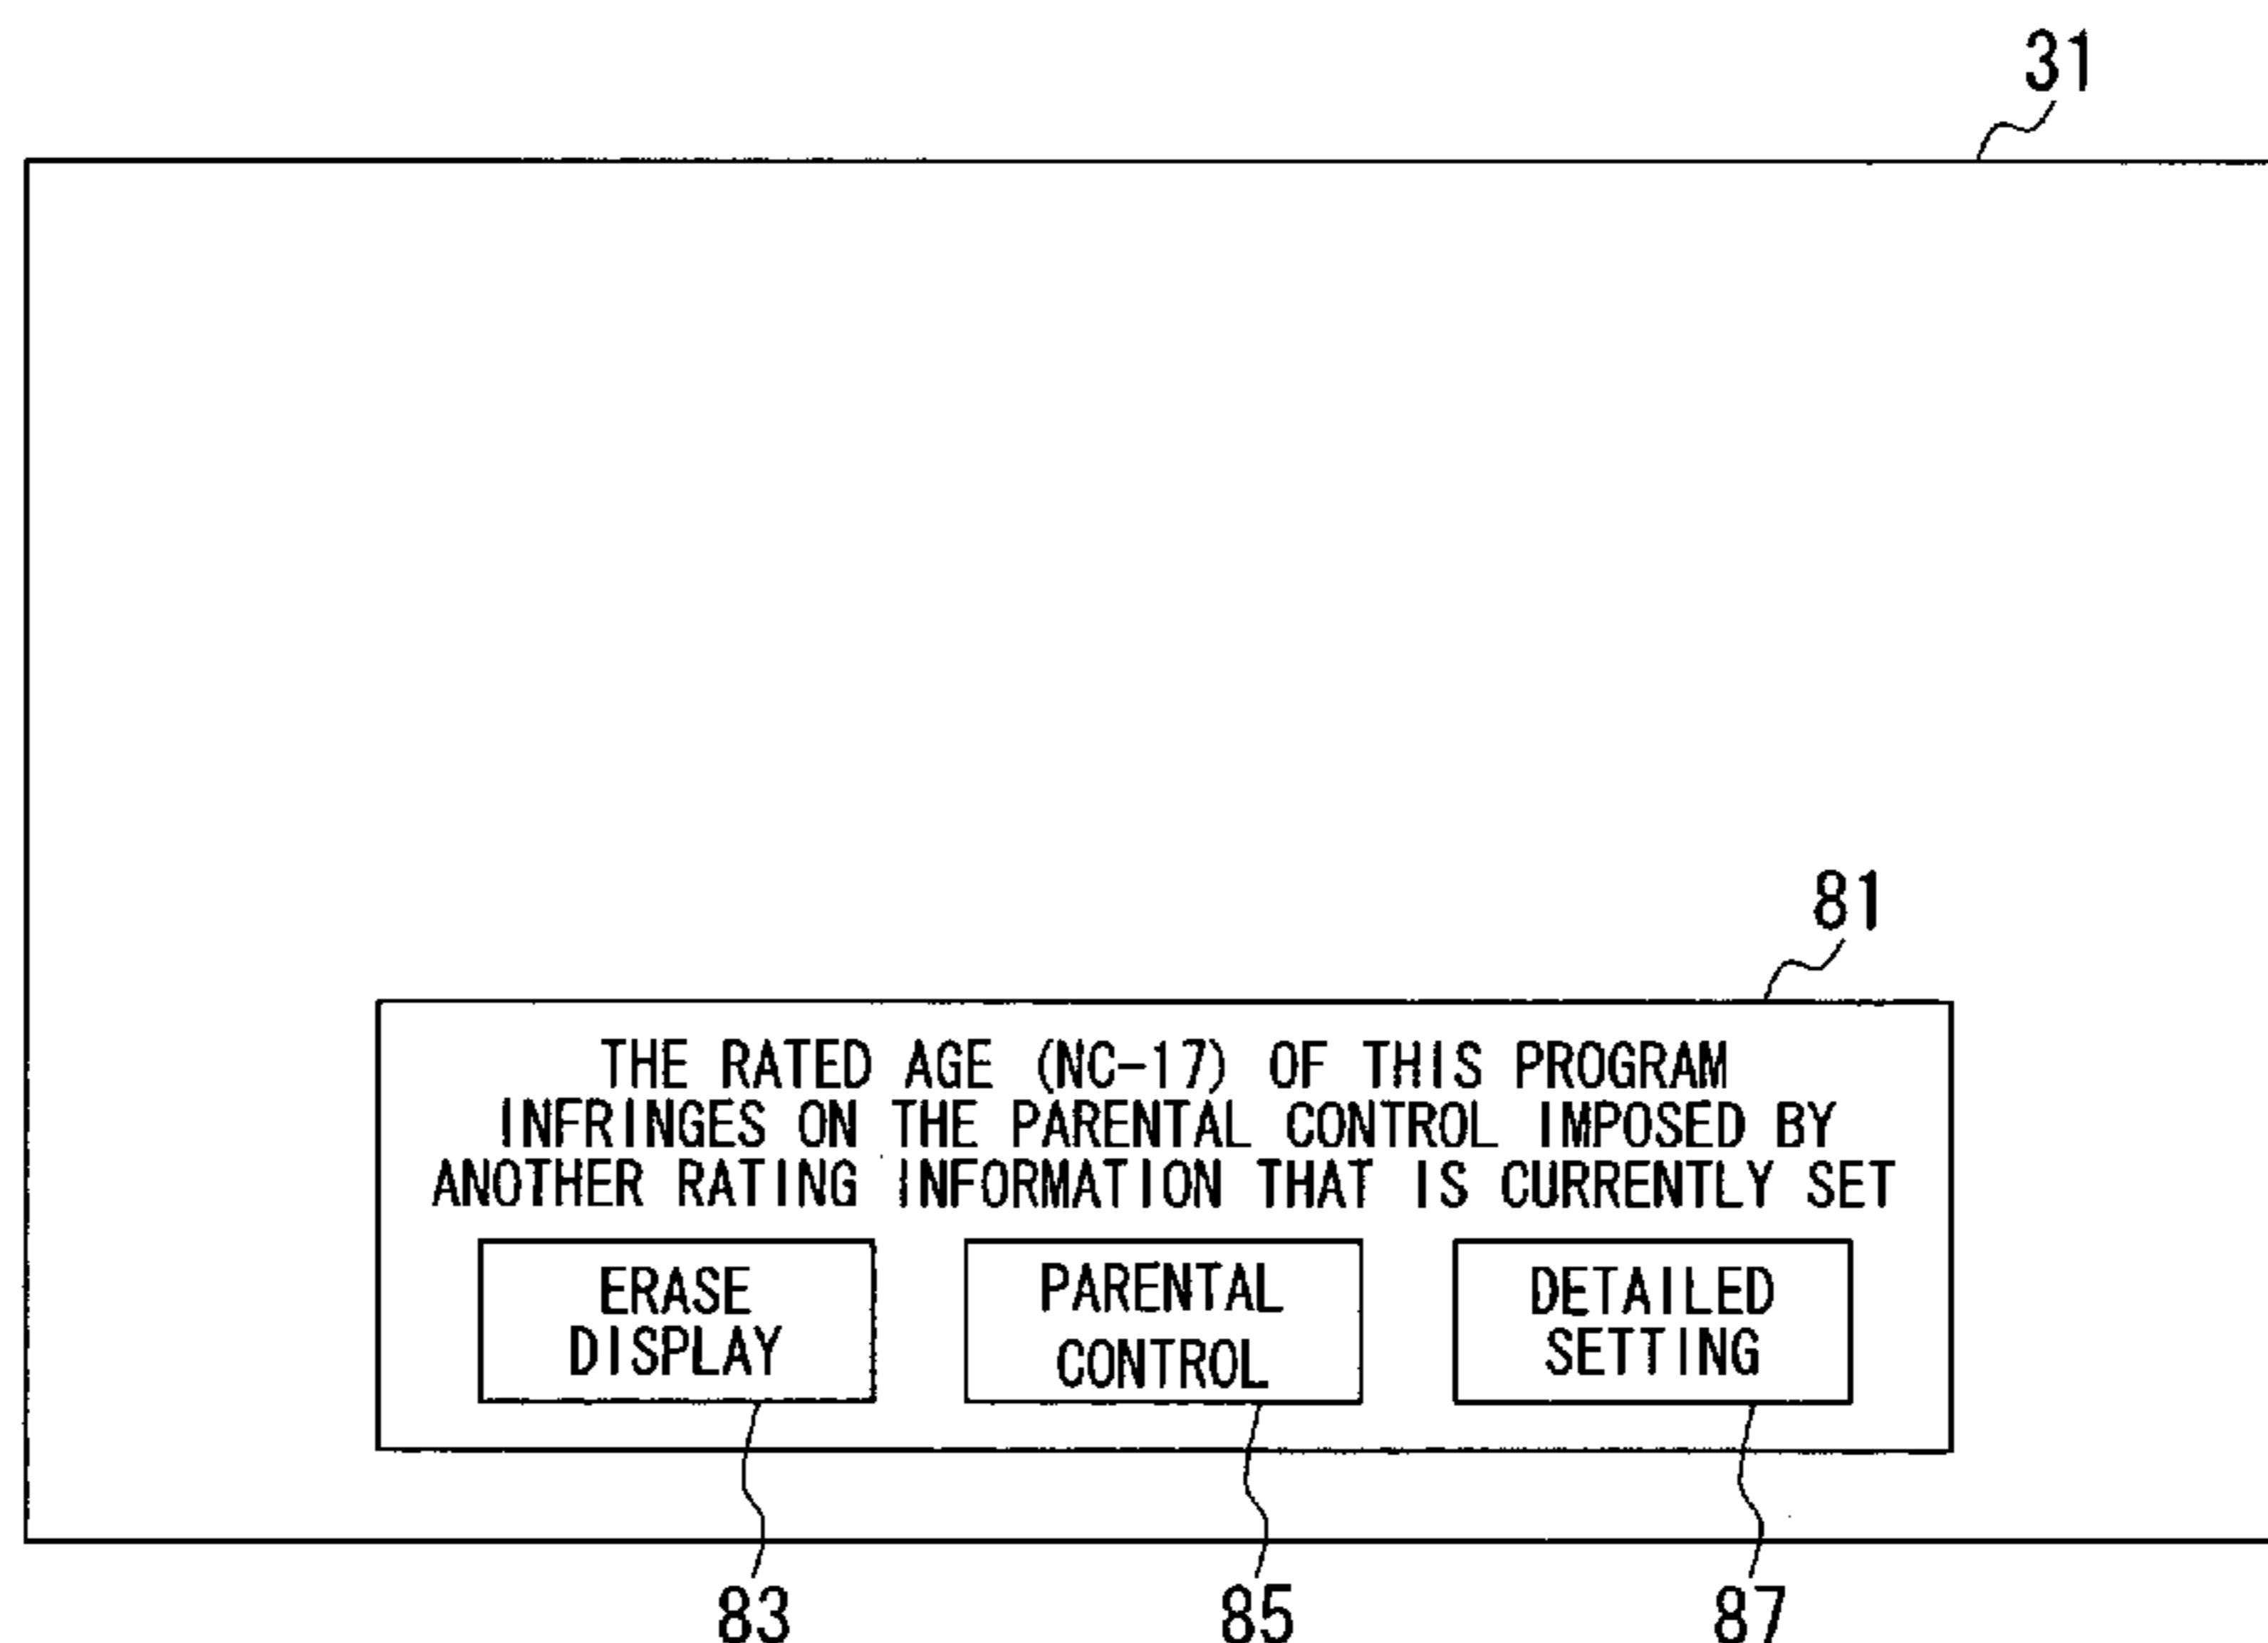 31
81
THE RATED AGE (NC-17) OF THIS PROGRAM
INFRINGES ON THE PARENTAL CONTROL IMPOSED BY
ANOTHER RATING INFORMATION THAT IS CURRENTLY SET
ERASE
DISPLAY
PARENTAL
CONTROL
DETAILED
SETTING
83
85
87